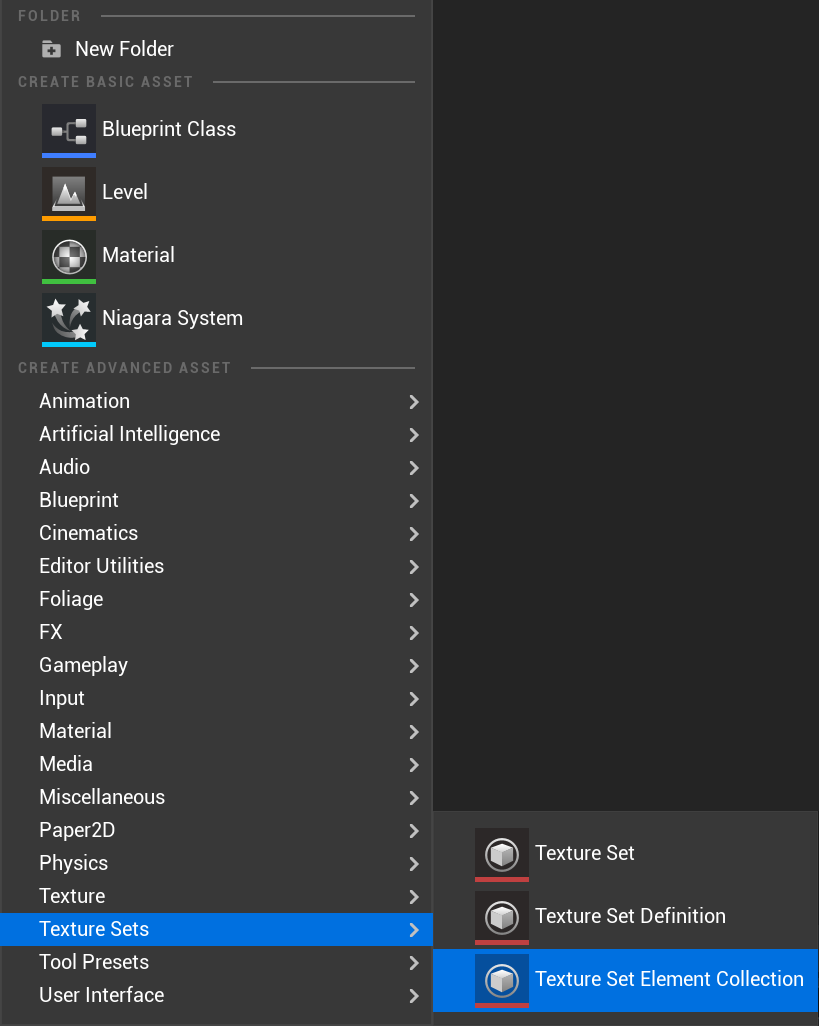 FOLDER
New Folder
CREATE BASIC ASSET
Blueprint Class
Level
Material
Niagara System
CREATE ADVANCED ASSET
Animation
Artificial Intelligence
Audio
Blueprint
Cinematics
Editor Utilities
Foliage
FX
Gameplay
Input
Material
Media
Miscellaneous
Paper2D
Physics
Texture
Texture Sets
Tool Presets
User Interface
Texture Set
Texture Set Definition
Texture Set Element Collection